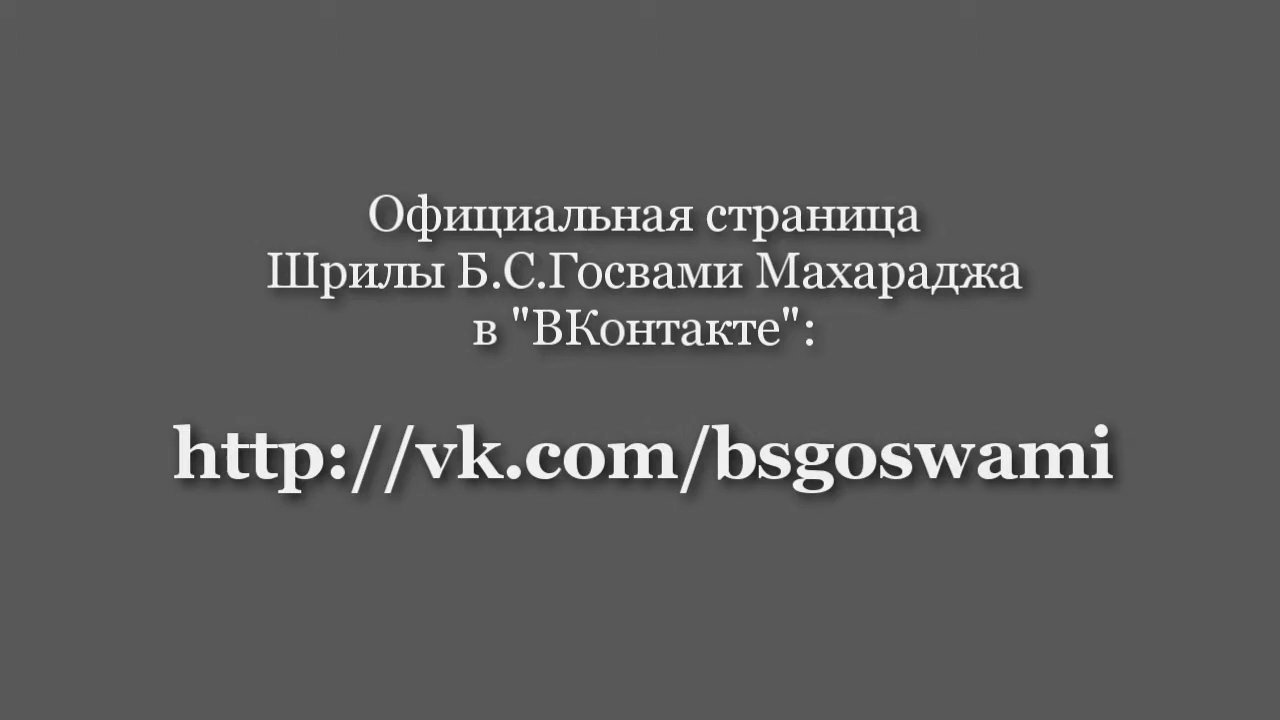 Официальная страница
Шрилы Б.С.Госвами Махараджа
в "ВКонтакте":
http://vk.com/bsgoswami